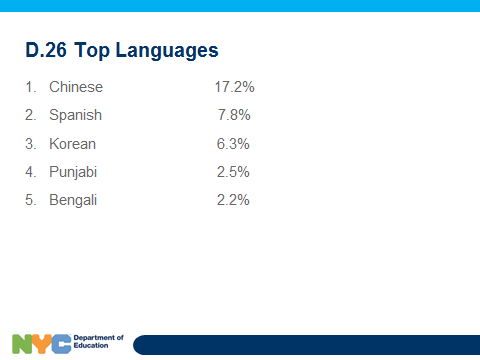 D.26 Top Languages
1. Chinese 17.2%
2. Spanish 7.8%
3. Korean 6.3%
4. Punjabi 2.5%
5. Bengali 2.2%
NYC Department of
Education